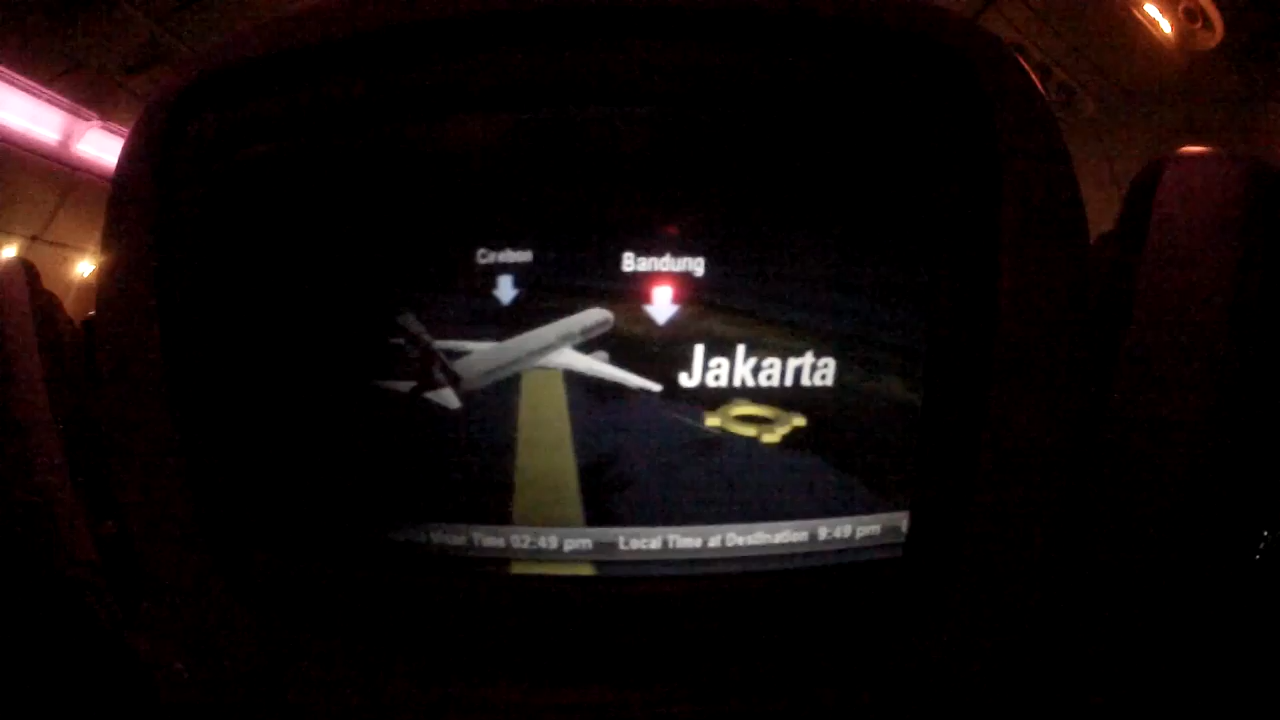 Cirebon
Bandung
Jakarta
Time 02:49 pm Local Time at Destination 9:49 pm